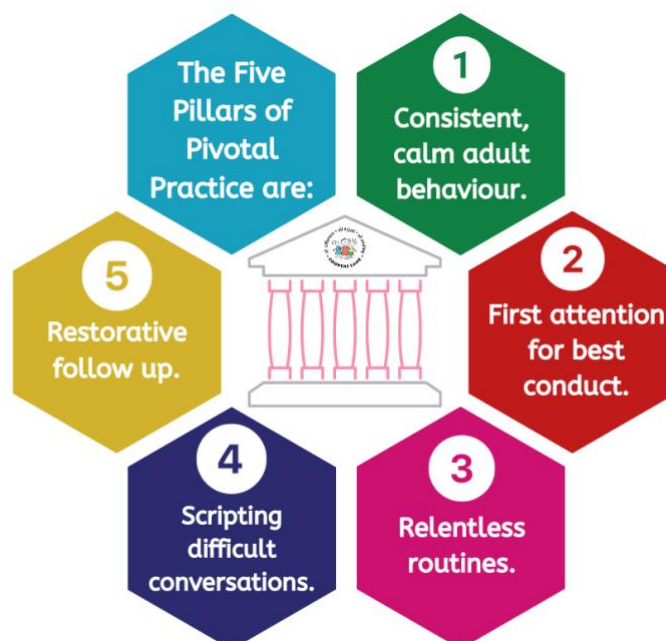 The Five
Pillars of
Pivotal
Practice are:
1
Consistent,
calm adult
behaviour.
2
First attention
for best
conduct.
3
Relentless
routines.
4
Scripting
difficult
conversations.
5
Restorative
follow up.